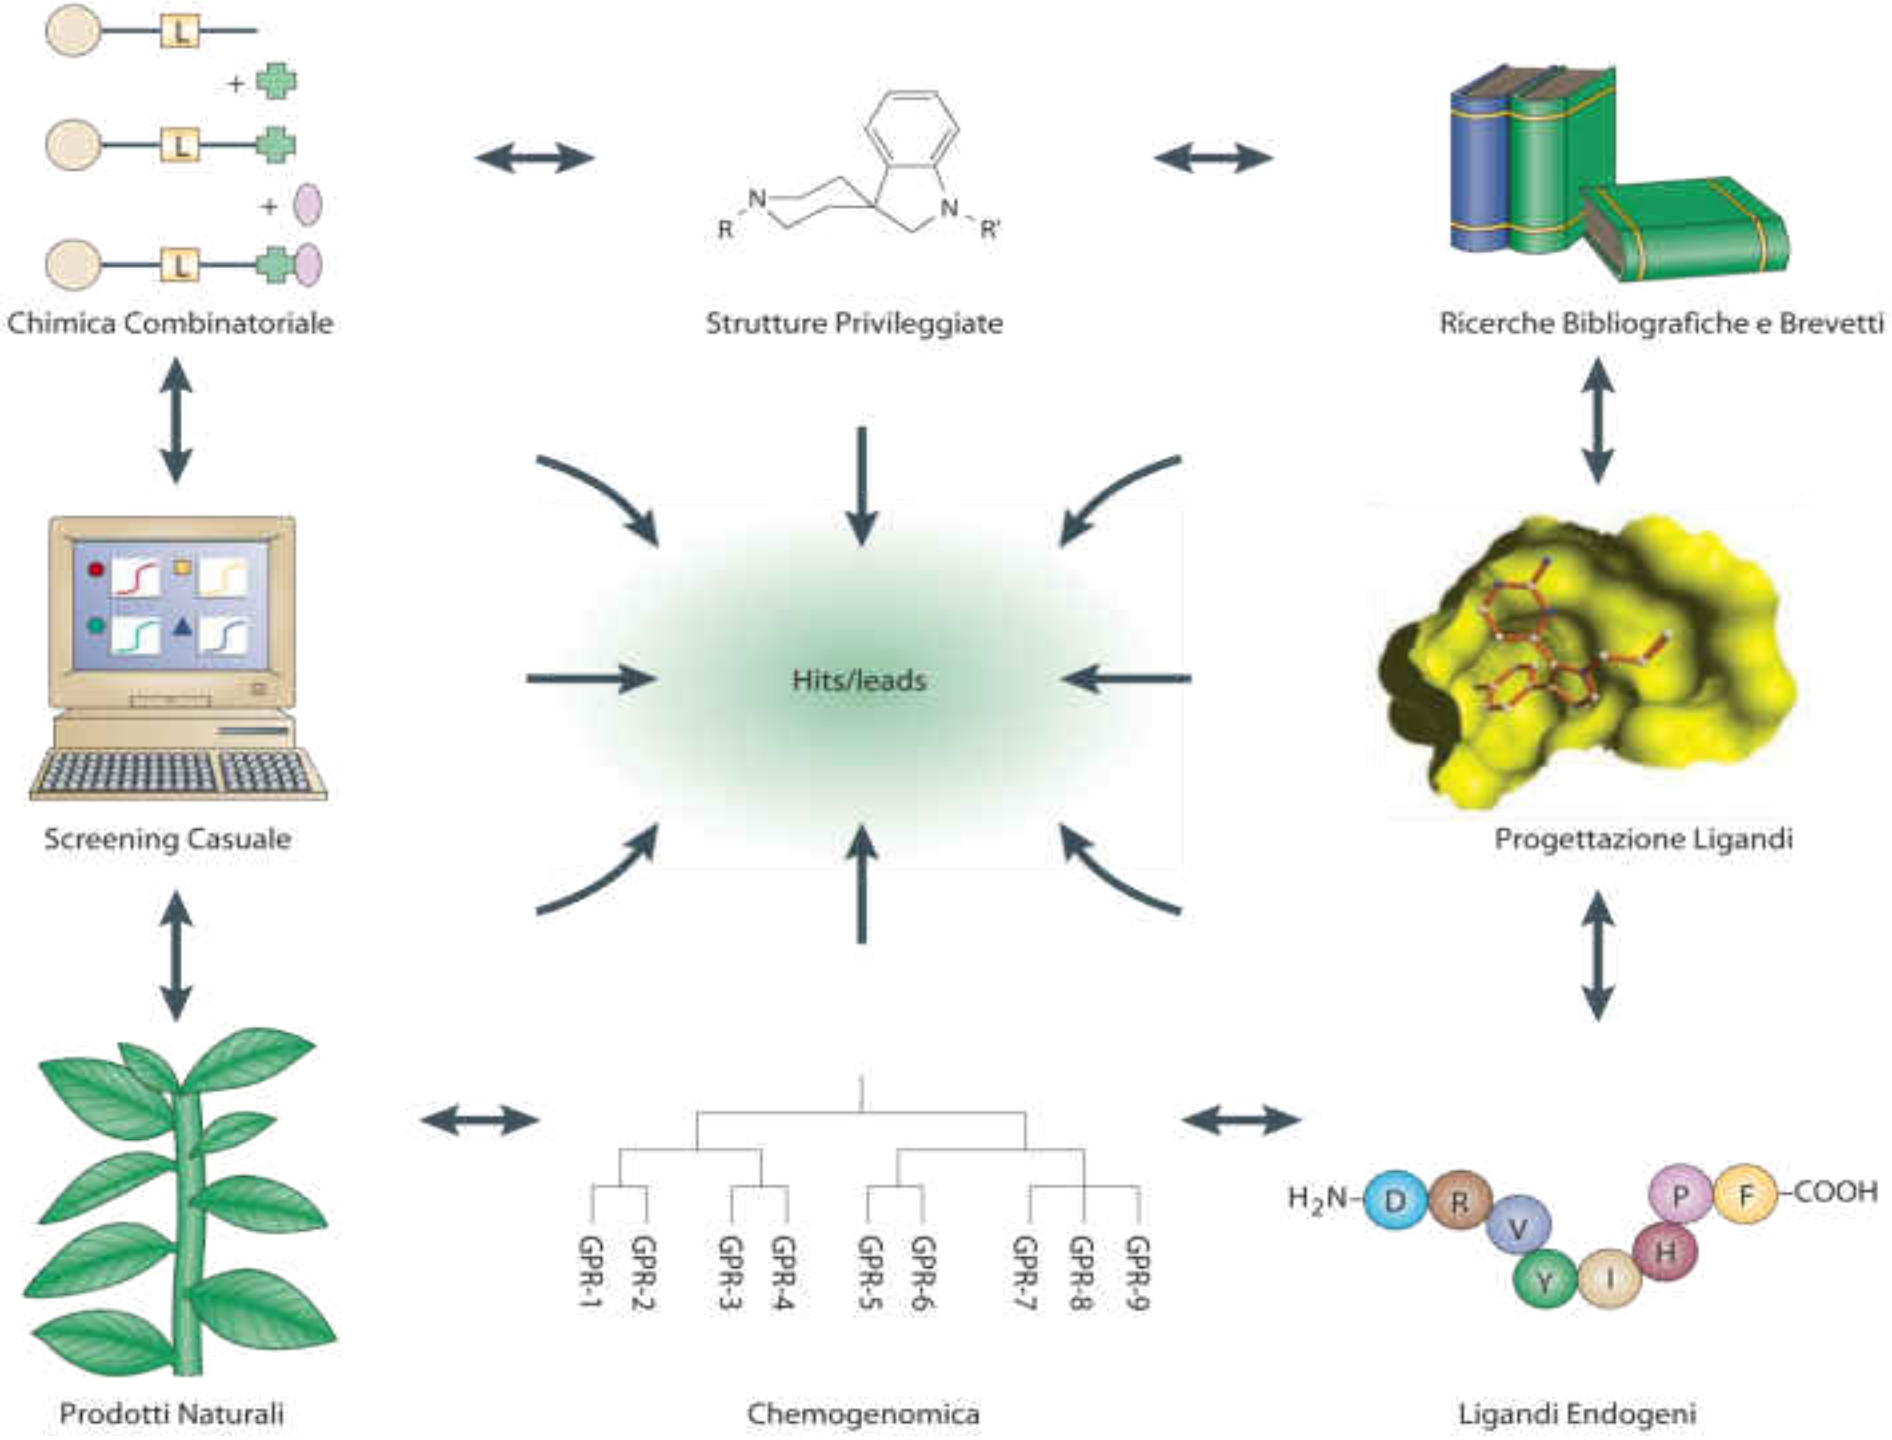 L
+
L
+
L
Chimica Combinatoriale
N
R
N
R'
Strutture Privileggiate
Ricerche Bibliografiche e Brevetti
Screening Casuale
Hits/leads
Progettazione Ligandi
Prodotti Naturali
GPR-1
GPR-2
GPR-3
GPR-4
GPR-5
GPR-6
GPR-7
GPR-8
GPR-9
Chemogenomica
H2N-D R V Y I H P F-COOH
Ligandi Endogeni